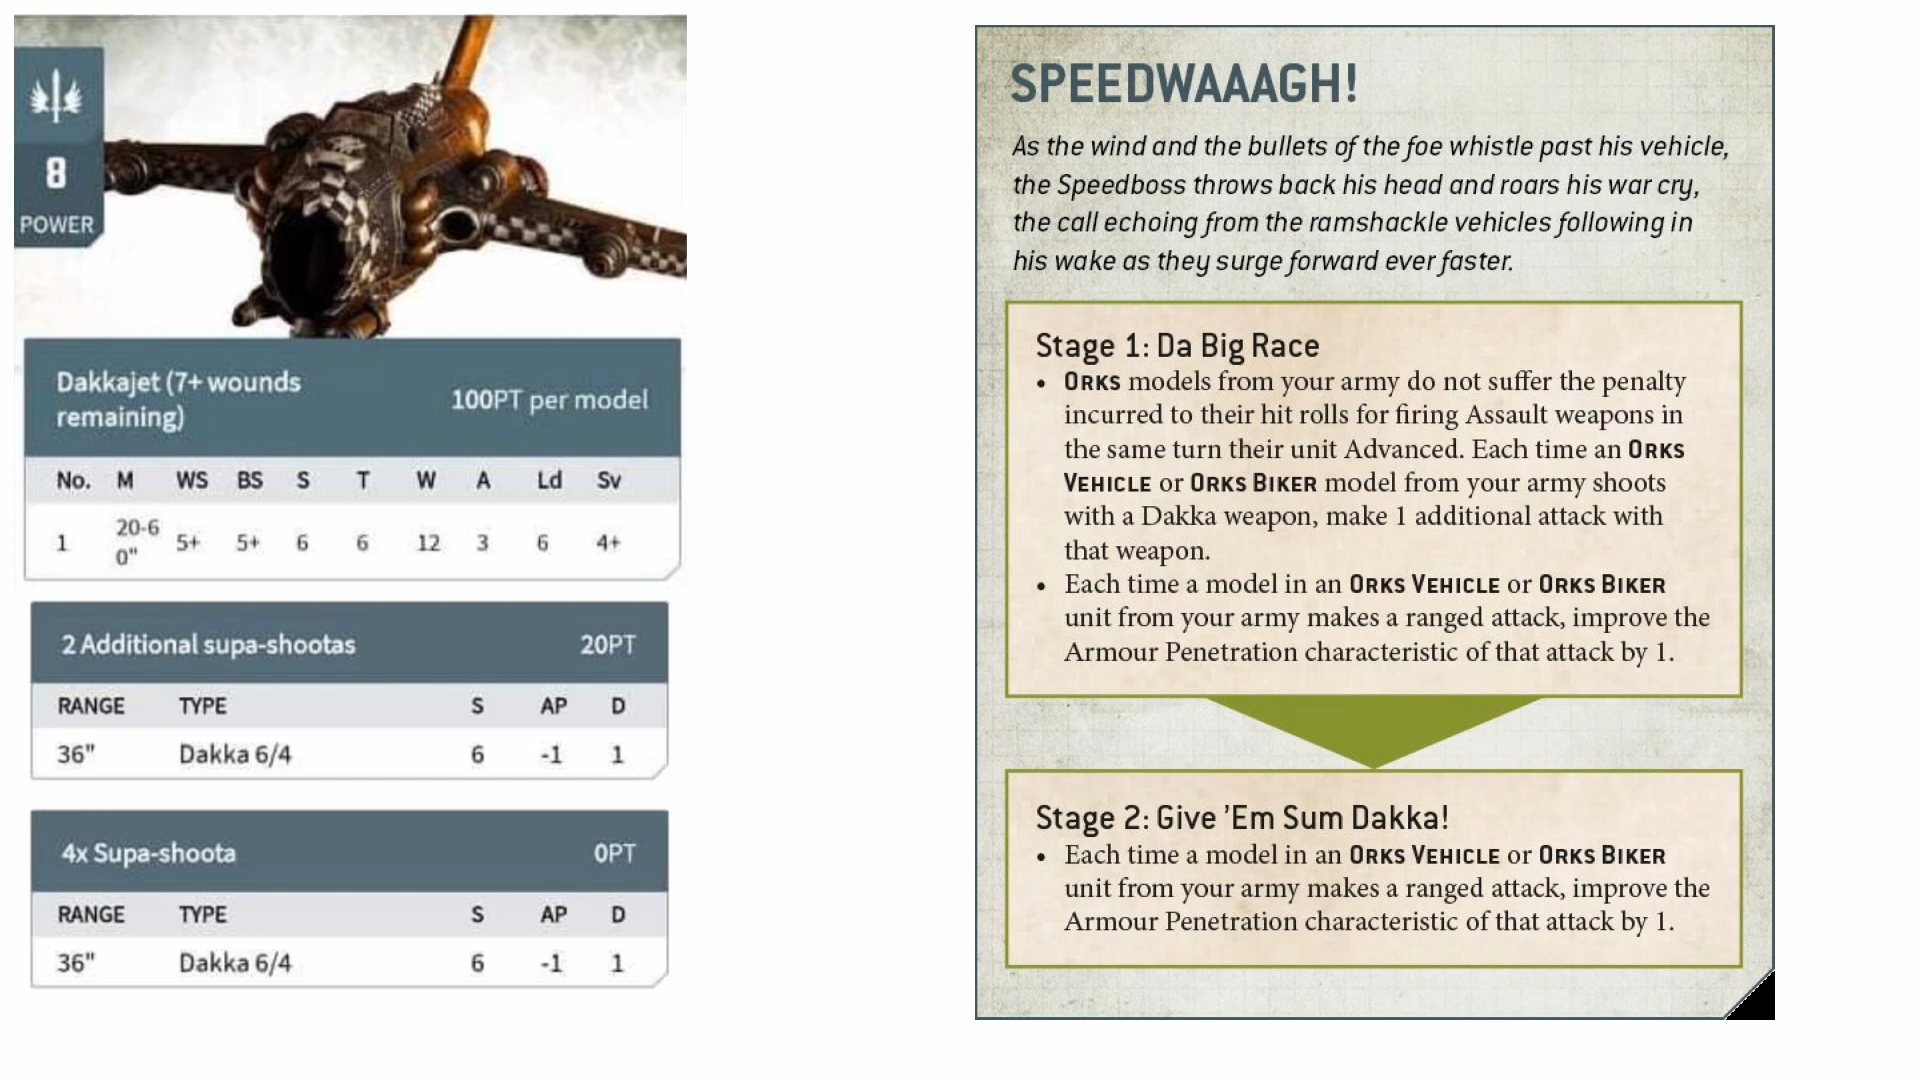 8
POWER
Dakkajet (7+ wounds
remaining)
100PT per model
No. M WS BS S T W A Ld Sv
1 20-6
0" 5+ 5+ 6 6 12 3 6 4+
2 Additional supa-shootas 20PT
RANGE TYPE S AP D
36" Dakka 6/4 6 -1 1
4x Supa-shoota 0PT
RANGE TYPE S AP D
36" Dakka 6/4 6 -1 1
SPEEDWAAAGH!
As the wind and the bullets of the foe whistle past his vehicle,
the Speedboss throws back his head and roars his war cry,
the call echoing from the ramshackle vehicles following in
his wake as they surge forward ever faster.
Stage 1: Da Big Race
• ORKS models from your army do not suffer the penalty
incurred to their hit rolls for firing Assault weapons in
the same turn their unit Advanced. Each time an ORKS
VEHICLE or ORKS BIKER model from your army shoots
with a Dakka weapon, make 1 additional attack with
that weapon.
• Each time a model in an ORKS VEHICLE or ORKS BIKER
unit from your army makes a ranged attack, improve the
Armour Penetration characteristic of that attack by 1.
Stage 2: Give ’Em Sum Dakka!
• Each time a model in an ORKS VEHICLE or ORKS BIKER
unit from your army makes a ranged attack, improve the
Armour Penetration characteristic of that attack by 1.